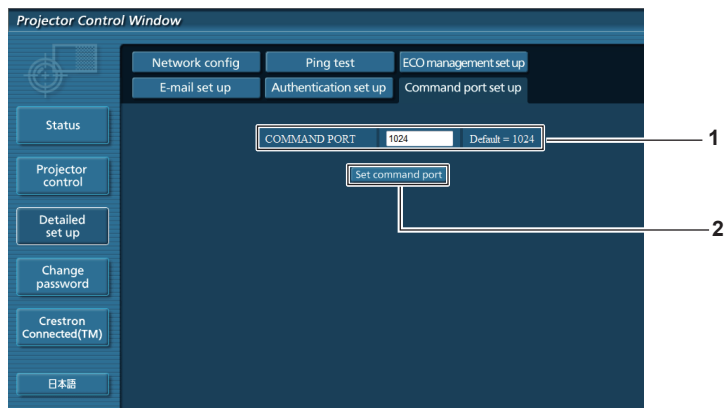 Projector Control Window
Network config
Ping test
ECO management set up
E-mail set up
Authentication set up
Command port set up
Status
Projector
control
Detailed
set up
Change
password
Crestron
Connected(TM)
日本語
COMMAND PORT
1024
Default = 1024
Set command port
1
2